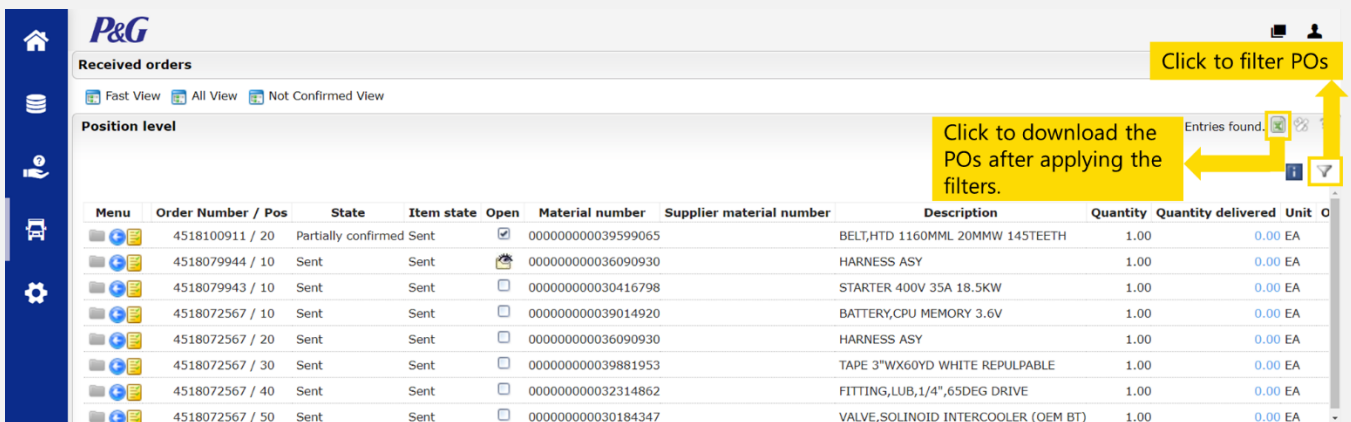 P&G
Received orders
Click to filter POs
Fast View All View Not Confirmed View
Position level
Entries found.
Click to download the
POs after applying the
filters.
Menu Order Number / Pos State Item state Open Material number Supplier material number Description Quantity Quantity delivered Unit O
4518100911 / 20 Partially confirmed Sent 000000000039599065 BELT,HTD 1160MML 20MMW 145TEETH 1.00 0.00 EA
4518079944 / 10 Sent Sent 000000000036090930 HARNESS ASY 1.00 0.00 EA
4518079943 / 10 Sent Sent 000000000030416798 STARTER 400V 35A 18.5KW 1.00 0.00 EA
4518072567 / 10 Sent Sent 000000000039014920 BATTERY,CPU MEMORY 3.6V 1.00 0.00 EA
4518072567 / 20 Sent Sent 000000000036090930 HARNESS ASY 1.00 0.00 EA
4518072567 / 30 Sent Sent 000000000039881953 TAPE 3"WX60YD WHITE REPULPABLE 1.00 0.00 EA
4518072567 / 40 Sent Sent 000000000032314862 FITTING,LUB,1/4",65DEG DRIVE 1.00 0.00 EA
4518072567 / 50 Sent Sent 000000000030184347 VALVE,SOLINOID INTERCOOLER (OEM BT) 1.00 0.00 EA